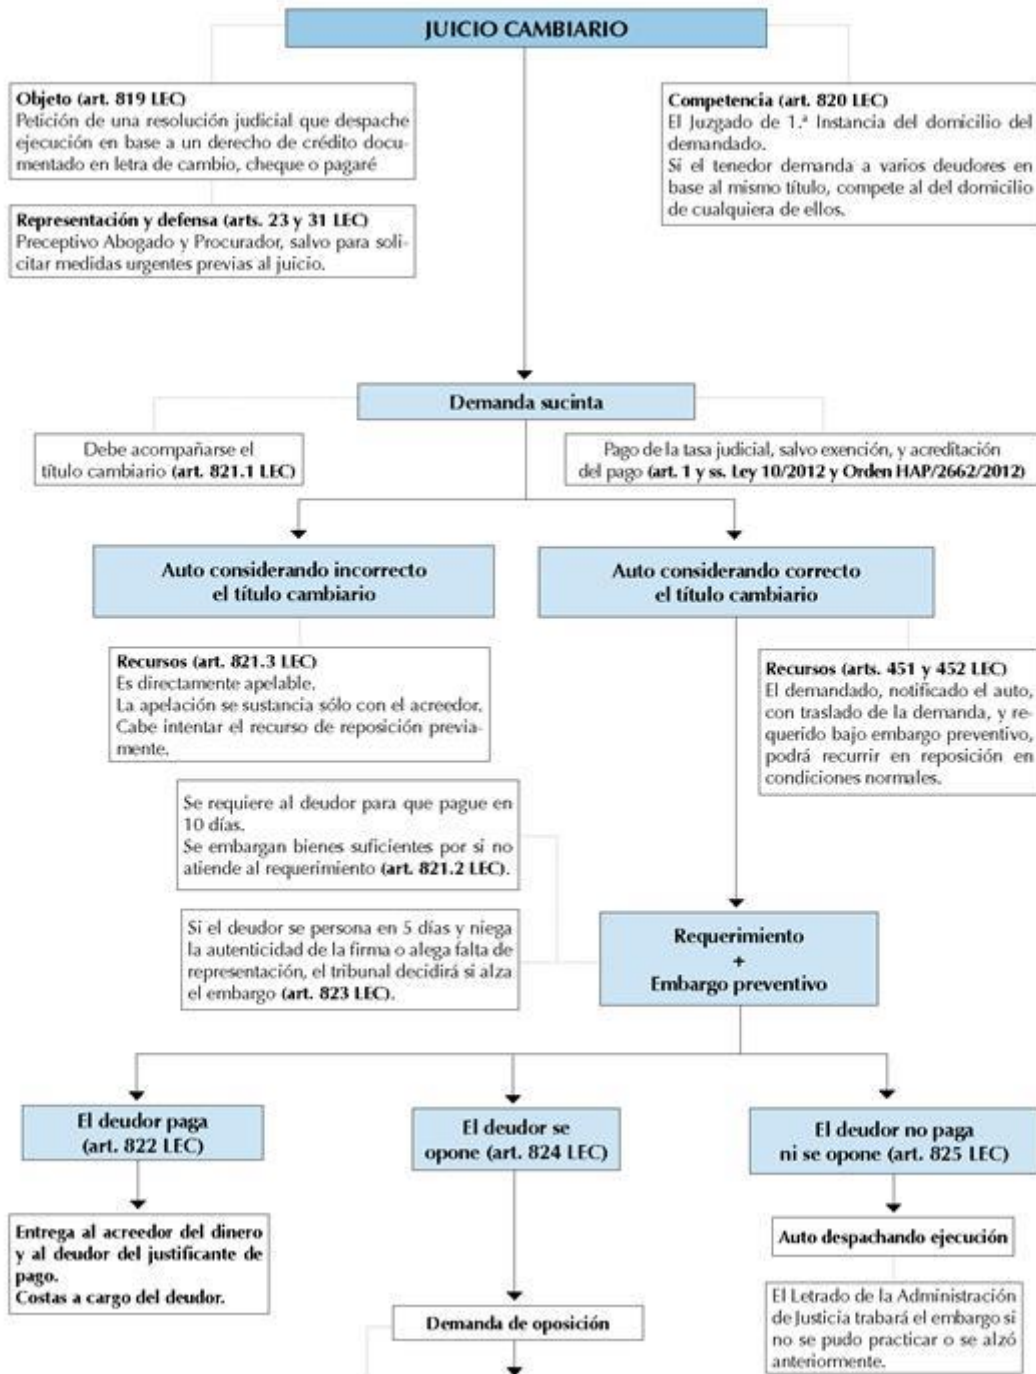 JUICIO CAMBIARIO
Objeto (art. 819 LEC)
Petición de una resolución judicial que despache
ejecución en base a un derecho de crédito docu-
mentado en letra de cambio, cheque o pagaré
Representación y defensa (arts. 23 y 31 LEC)
Preceptivo Abogado y Procurador, salvo para soli-
citar medidas urgentes previas al juicio.
Competencia (art. 820 LEC)
El Juzgado de 1.ª Instancia del domicilio del
demandado.
Si el tenedor demanda a varios deudores en
base al mismo título, compete al del domicilio
de cualquiera de ellos.
Demanda sucinta
Debe acompañarse el
título cambiario (art. 821.1 LEC)
Pago de la tasa judicial, salvo exención, y acreditación
del pago (art. 1 y ss. Ley 10/2012 y Orden HAP/2662/2012)
Auto considerando incorrecto
el título cambiario
Auto considerando correcto
el título cambiario
Recursos (art. 821.3 LEC)
Es directamente apelable.
La apelación se sustancia sólo con el acreedor.
Cabe intentar el recurso de reposición previa-
mente.
Recursos (arts. 451 y 452 LEC)
El demandado, notificado el auto,
con traslado de la demanda, y re-
querido bajo embargo preventivo,
podrá recurrir en reposición en
condiciones normales.
Se requiere al deudor para que pague en
10 días.
Se embargan bienes suficientes por si no
atiende al requerimiento (art. 821.2 LEC).
Si el deudor se persona en 5 días y niega
la autenticidad de la firma o alega falta de
representación, el tribunal decidirá si alza
el embargo (art. 823 LEC).
Requerimiento
+
Embargo preventivo
El deudor paga
(art. 822 LEC)
El deudor se
opone (art. 824 LEC)
El deudor no paga
ni se opone (art. 825 LEC)
Entrega al acreedor del dinero
y al deudor del justificante de
pago.
Costas a cargo del deudor.
Demanda de oposición
Auto despachando ejecución
El Letrado de la Administración
de Justicia trabará el embargo si
no se pudo practicar o se alzó
anteriormente.